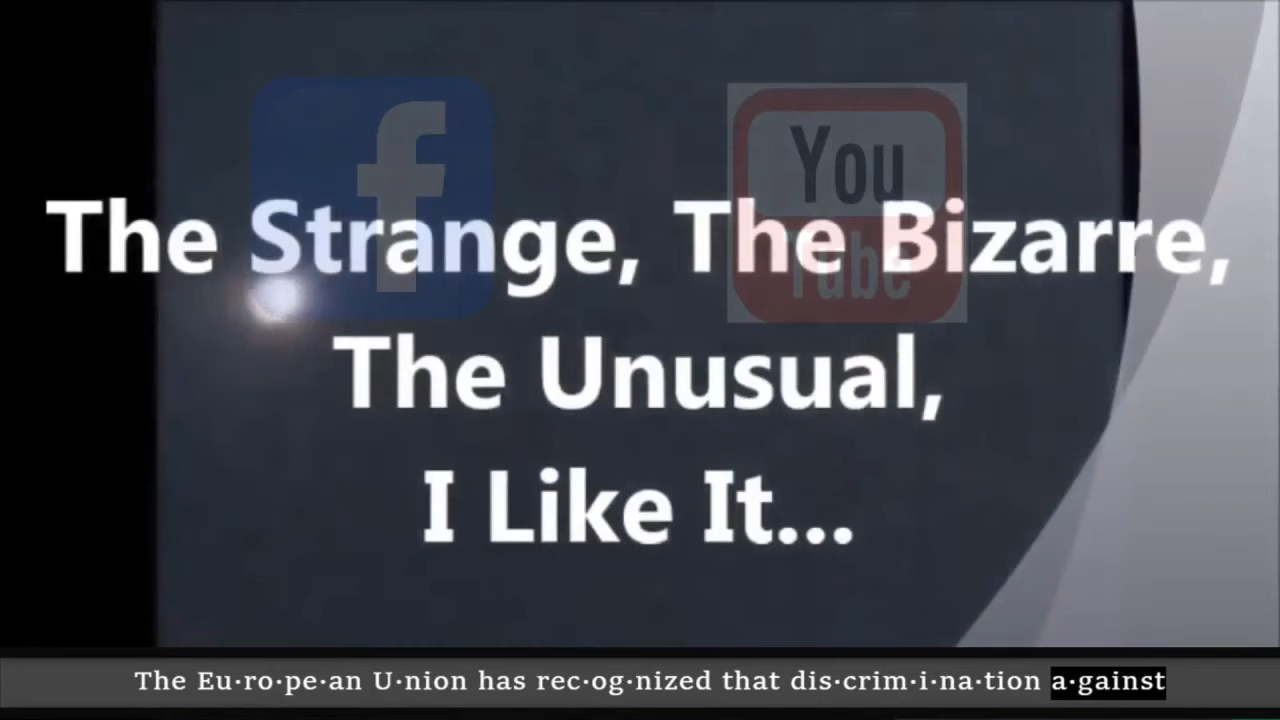 f
You
Tube
The Strange, The Bizarre,
The Unusual,
I Like It...
The Eu·ro·pe·an U·nion has rec·og·nized that dis·crim·i·na·tion a·gainst